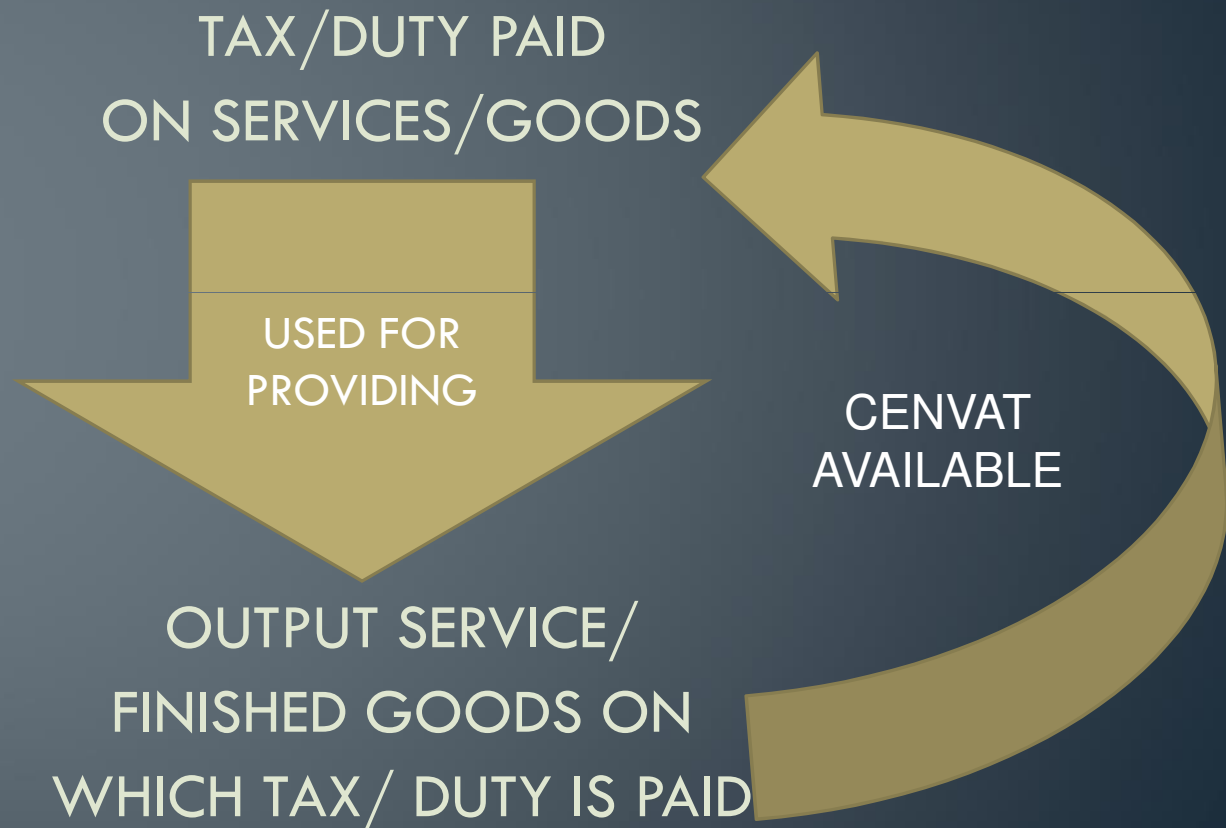 TAX/DUTY PAID
ON SERVICES/GOODS
USED FOR
PROVIDING
CENVAT
AVAILABLE
OUTPUT SERVICE/
FINISHED GOODS ON
WHICH TAX/ DUTY IS PAID